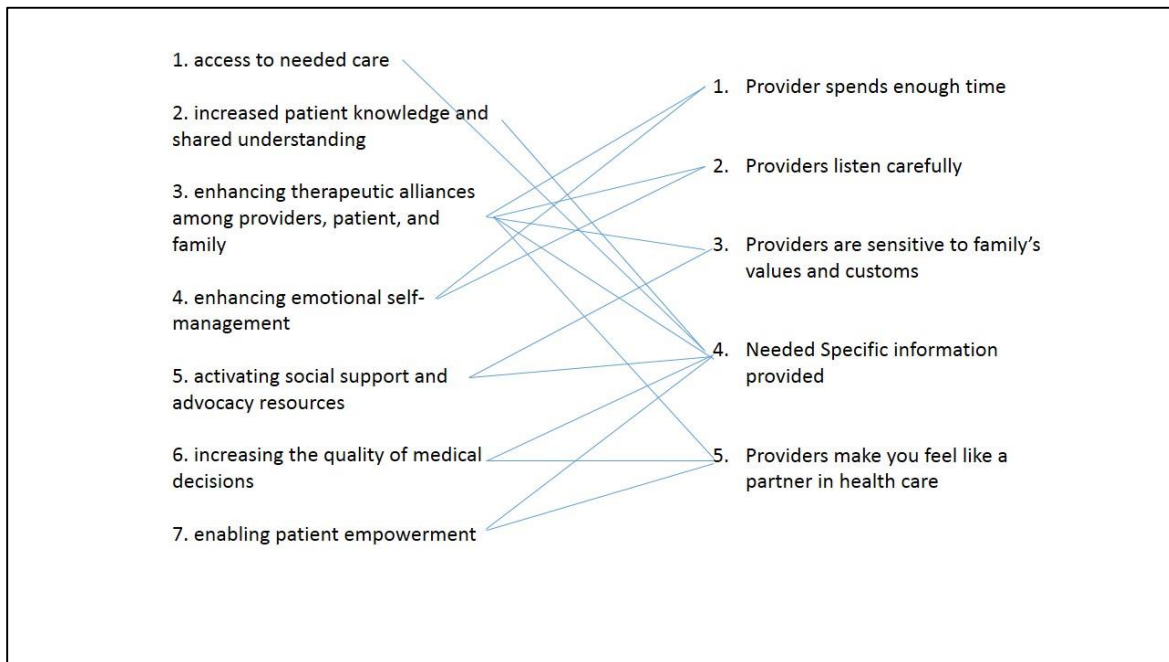 1. access to needed care
2. increased patient knowledge and
shared understanding
3. enhancing therapeutic alliances
among providers, patient, and
family
4. enhancing emotional self-
management
5. activating social support and
advocacy resources
6. increasing the quality of medical
decisions
7. enabling patient empowerment
1. Provider spends enough time
2. Providers listen carefully
3. Providers are sensitive to family’s
values and customs
4. Needed Specific information
provided
5. Providers make you feel like a
partner in health care